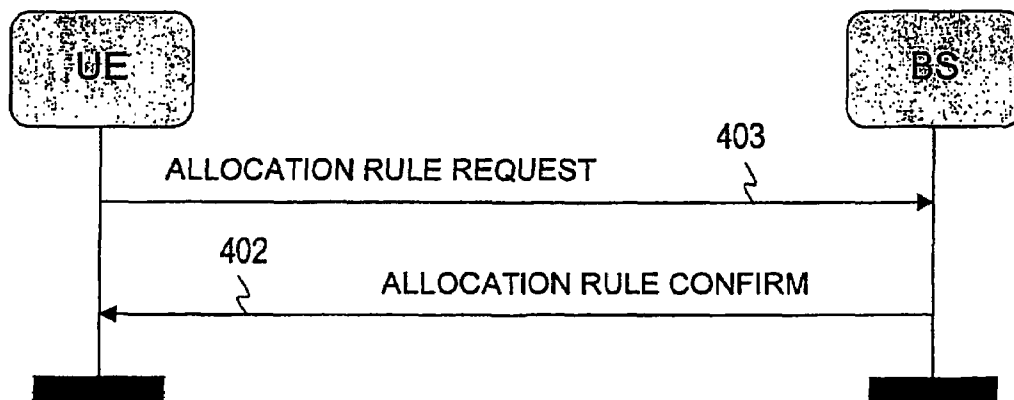 UE
BS
403
ALLOCATION RULE REQUEST
402
ALLOCATION RULE CONFIRM